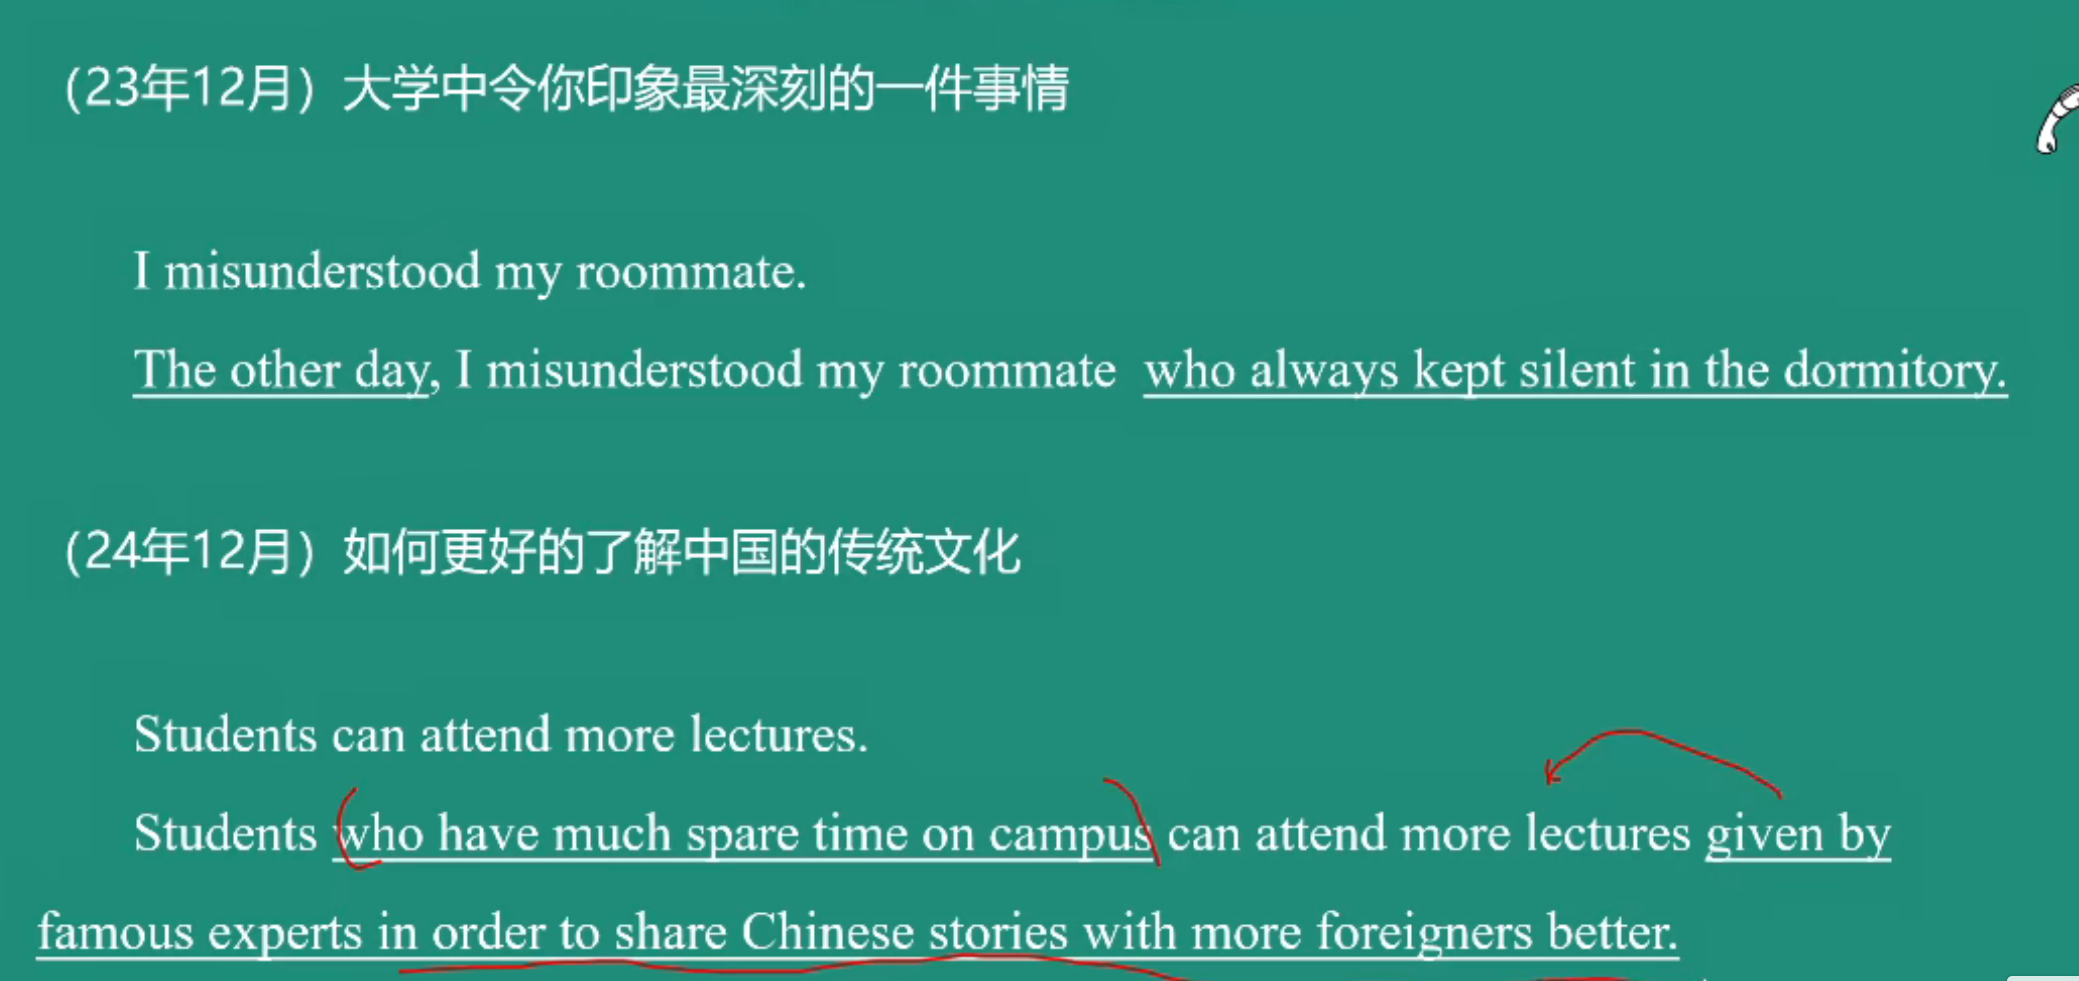 （23年12月）大学中令你印象最深刻的一件事情
I misunderstood my roommate.
The other day, I misunderstood my roommate who always kept silent in the dormitory.
（24年12月）如何更好的了解中国的传统文化
Students can attend more lectures.
Students who have much spare time on campus can attend more lectures given by
famous experts in order to share Chinese stories with more foreigners better.